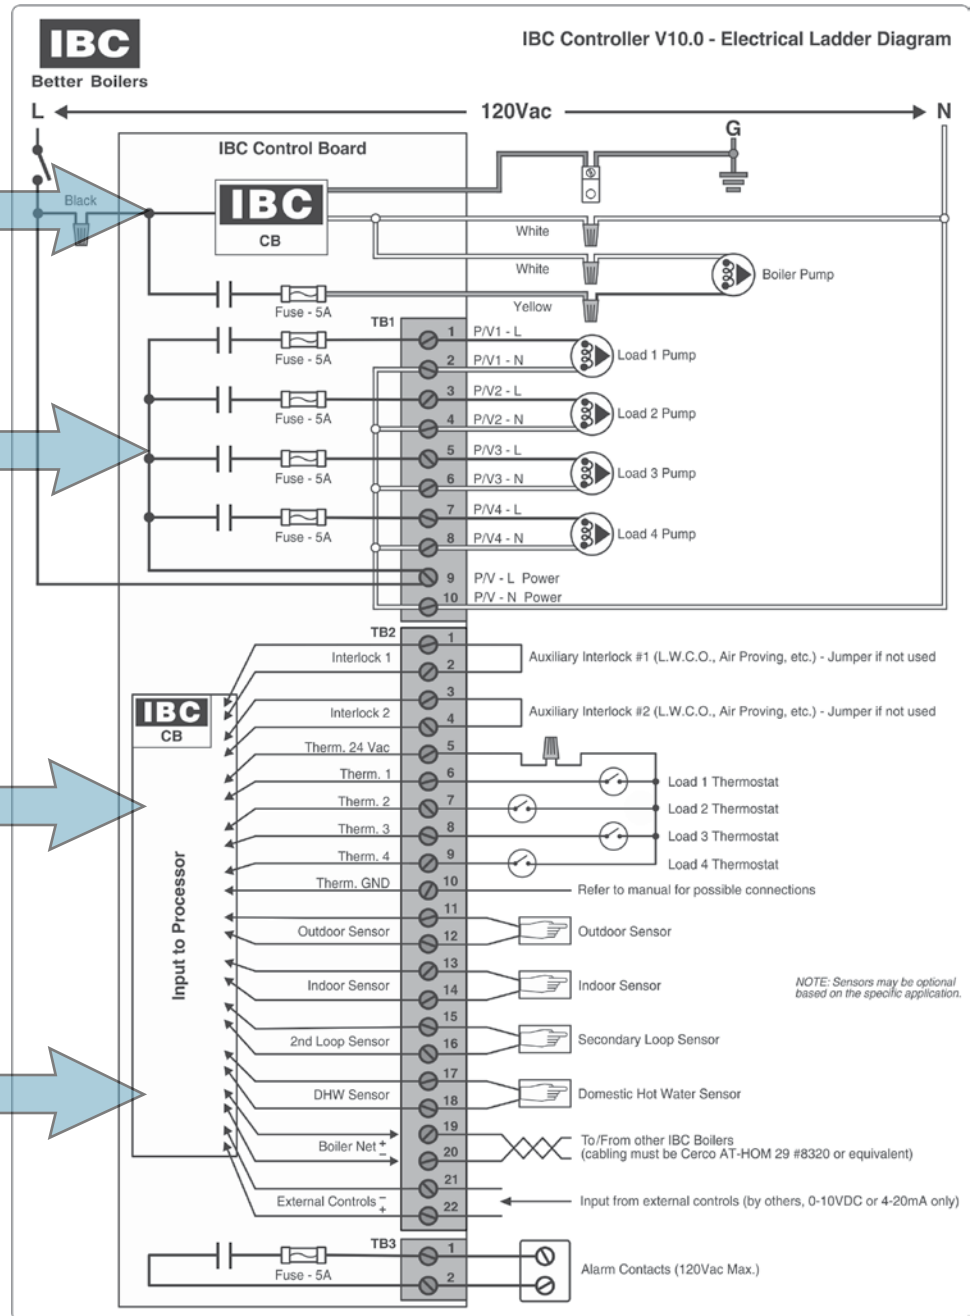 IBC
Better Boilers
IBC Controller V10.0 - Electrical Ladder Diagram
L
120Vac
N
G
IBC Control Board
Black
IBC
CB
White
White
Boiler Pump
Yellow
Fuse - 5A
TB1
1 P/V1 - L
Fuse - 5A
Load 1 Pump
2 P/V1 - N
3 P/V2 - L
Fuse - 5A
Load 2 Pump
4 P/V2 - N
5 P/V3 - L
Fuse - 5A
Load 3 Pump
6 P/V3 - N
7 P/V4 - L
Fuse - 5A
Load 4 Pump
8 P/V4 - N
9 P/V - L Power
10 P/V - N Power
TB2
1
Interlock 1
Auxiliary Interlock #1 (L.W.C.O., Air Proving, etc.) - Jumper if not used
2
3
IBC
CB
Interlock 2
Auxiliary Interlock #2 (L.W.C.O., Air Proving, etc.) - Jumper if not used
4
Therm. 24 Vac 5
Therm. 1 6 Load 1 Thermostat
Therm. 2 7 Load 2 Thermostat
Therm. 3 8 Load 3 Thermostat
Therm. 4 9 Load 4 Thermostat
Therm. GND 10 Refer to manual for possible connections
Input to Processor
11
Outdoor Sensor
Outdoor Sensor
12
13
Indoor Sensor
Indoor Sensor
14
NOTE: Sensors may be optional
based on the specific application.
15
2nd Loop Sensor
Secondary Loop Sensor
16
17
DHW Sensor
Domestic Hot Water Sensor
18
19
Boiler Net + -
To/From other IBC Boilers
(cabling must be Cerco AT-HOM 29 #8320 or equivalent)
20
21
External Controls - +
Input from external controls (by others, 0-10VDC or 4-20mA only)
22
TB3
1
Fuse - 5A
Alarm Contacts (120Vac Max.)
2